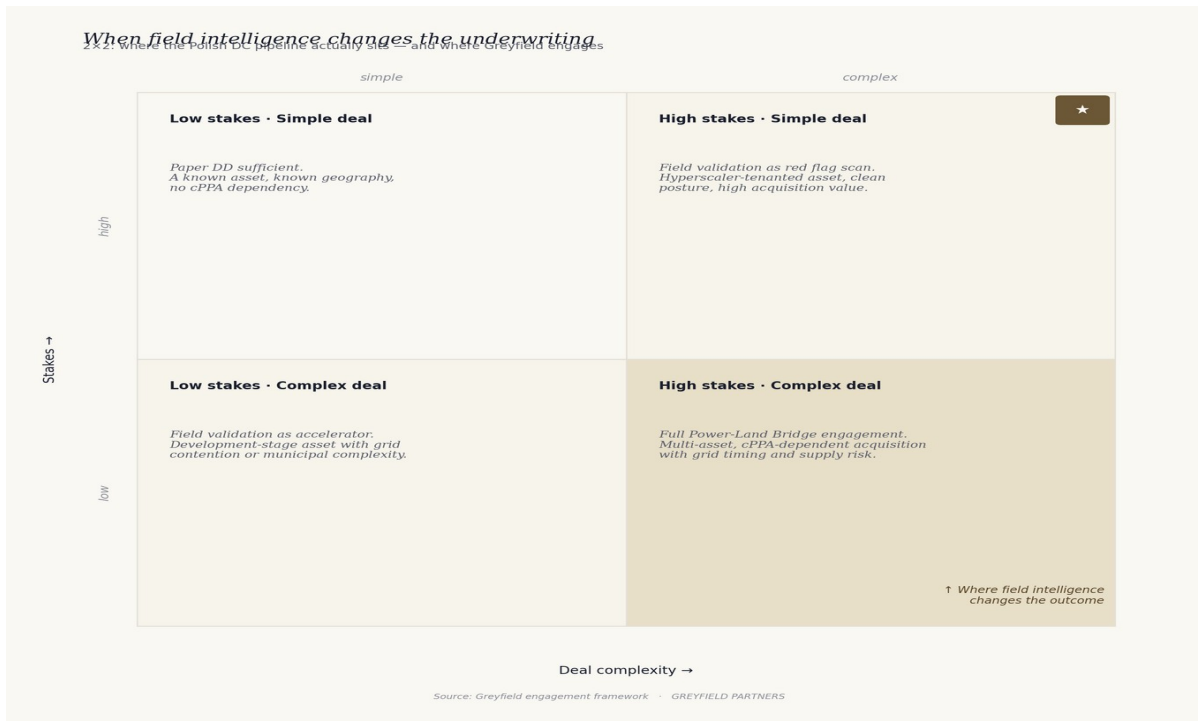 When field intelligence changes the underwriting
2×2: where the Polish DC pipeline actually sits — and where Greyfield engages
simple
complex
★
Low stakes · Simple deal
High stakes · Simple deal
Paper DD sufficient.
A known asset, known geography,
no cPPA dependency.
Field validation as red flag scan.
Hyperscaler-tenanted asset, clean
posture, high acquisition value.
high
Stakes →
Low stakes · Complex deal
High stakes · Complex deal
Field validation as accelerator.
Development-stage asset with grid
contention or municipal complexity.
Full Power-Land Bridge engagement.
Multi-asset, cPPA-dependent acquisition
with grid timing and supply risk.
low
↑ Where field intelligence
changes the outcome
Deal complexity →
Source: Greyfield engagement framework · GREYFIELD PARTNERS